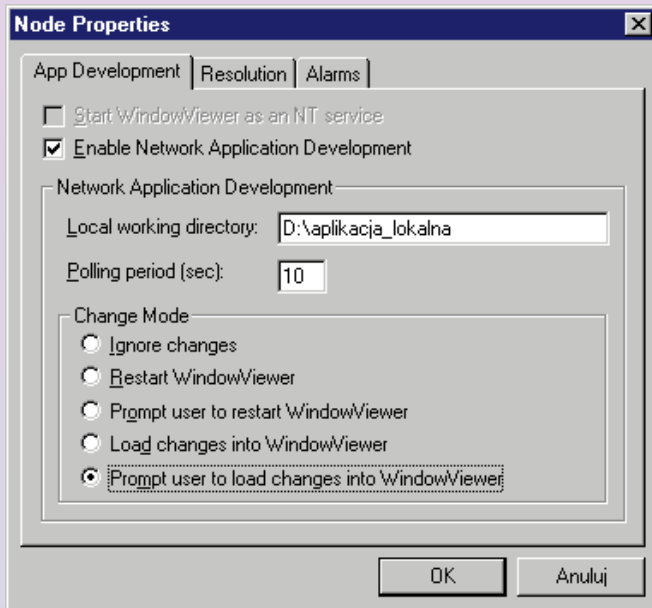 Node Properties
App Development Resolution Alarms
Start WindowViewer as an NT service
Enable Network Application Development
Network Application Development
Local working directory: D:\aplikacja_lokalna
Polling period (sec): 10
Change Mode
Ignore changes
Restart WindowViewer
Prompt user to restart WindowViewer
Load changes into WindowViewer
Prompt user to load changes into WindowViewer
OK Anuluj